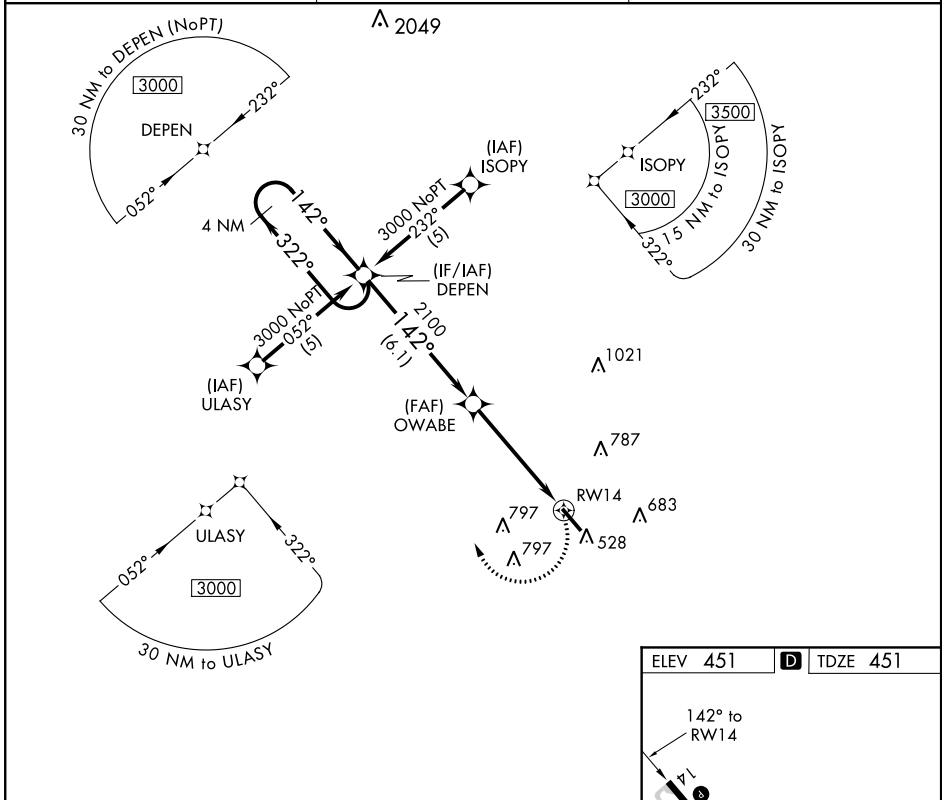 2049
30 NM to DEPEN (NoPT)
3000
232°
DEPEN
052°
232°
3500
ISOPY
3000
322°
15 NM to ISOPY
30 NM to ISOPY
(IAF)
ISOPY
3000 NoPT
232°
(5)
4 NM
142°
322°
(IF/IAF)
DEPEN
3000 NoPT
052°
(5)
(IAF)
ULASY
2100
142°
(6.1)
1021
(FAF)
OWABE
787
RW14
683
797
797
528
ULASY
052°
322°
3000
30 NM to ULASY
ELEV 451 D TDZE 451
142° to
RW14
14
P